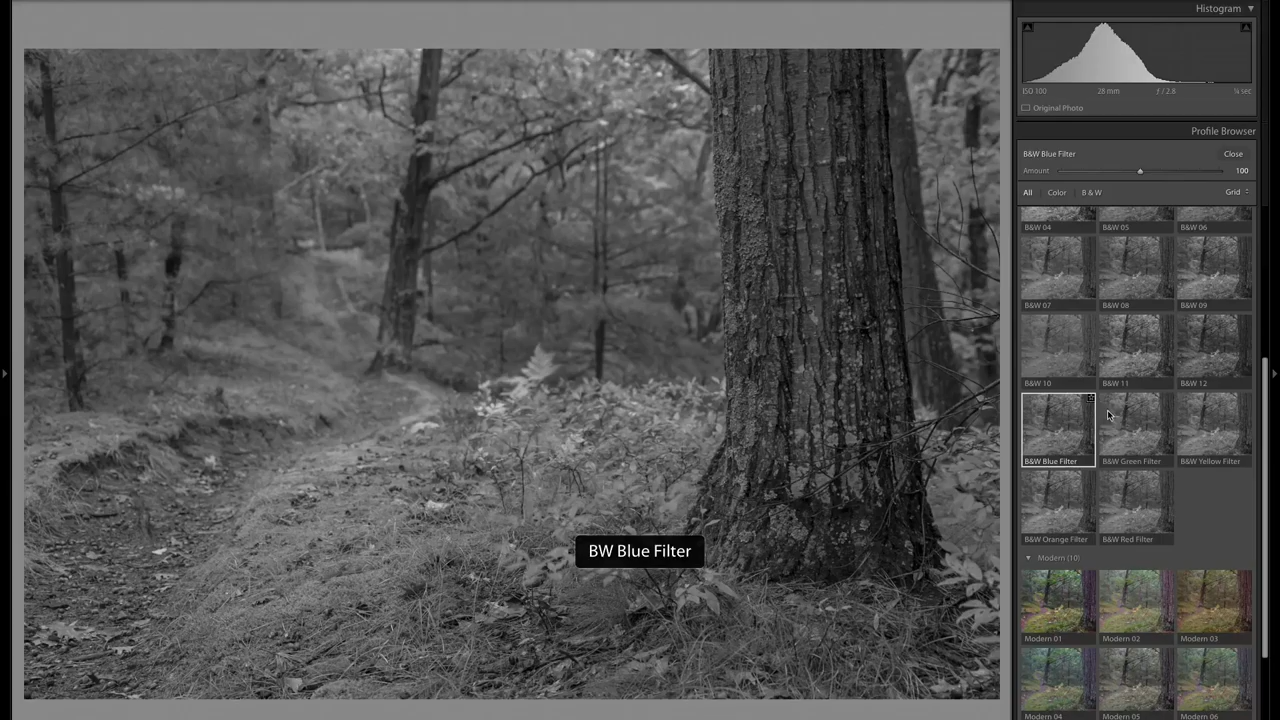 Histogram
ISO 100 28 mm ƒ / 2.8 ¼ sec
Original Photo
Profile Browser
B&W Blue Filter Close
Amount 100
All Color B & W Grid
B&W 04 B&W 05 B&W 06
B&W 07 B&W 08 B&W 09
B&W 10 B&W 11 B&W 12
B&W Blue Filter B&W Green Filter B&W Yellow Filter
B&W Orange Filter B&W Red Filter
BW Blue Filter
Modern (10)
Modern 01 Modern 02 Modern 03
Modern 04 Modern 05 Modern 06